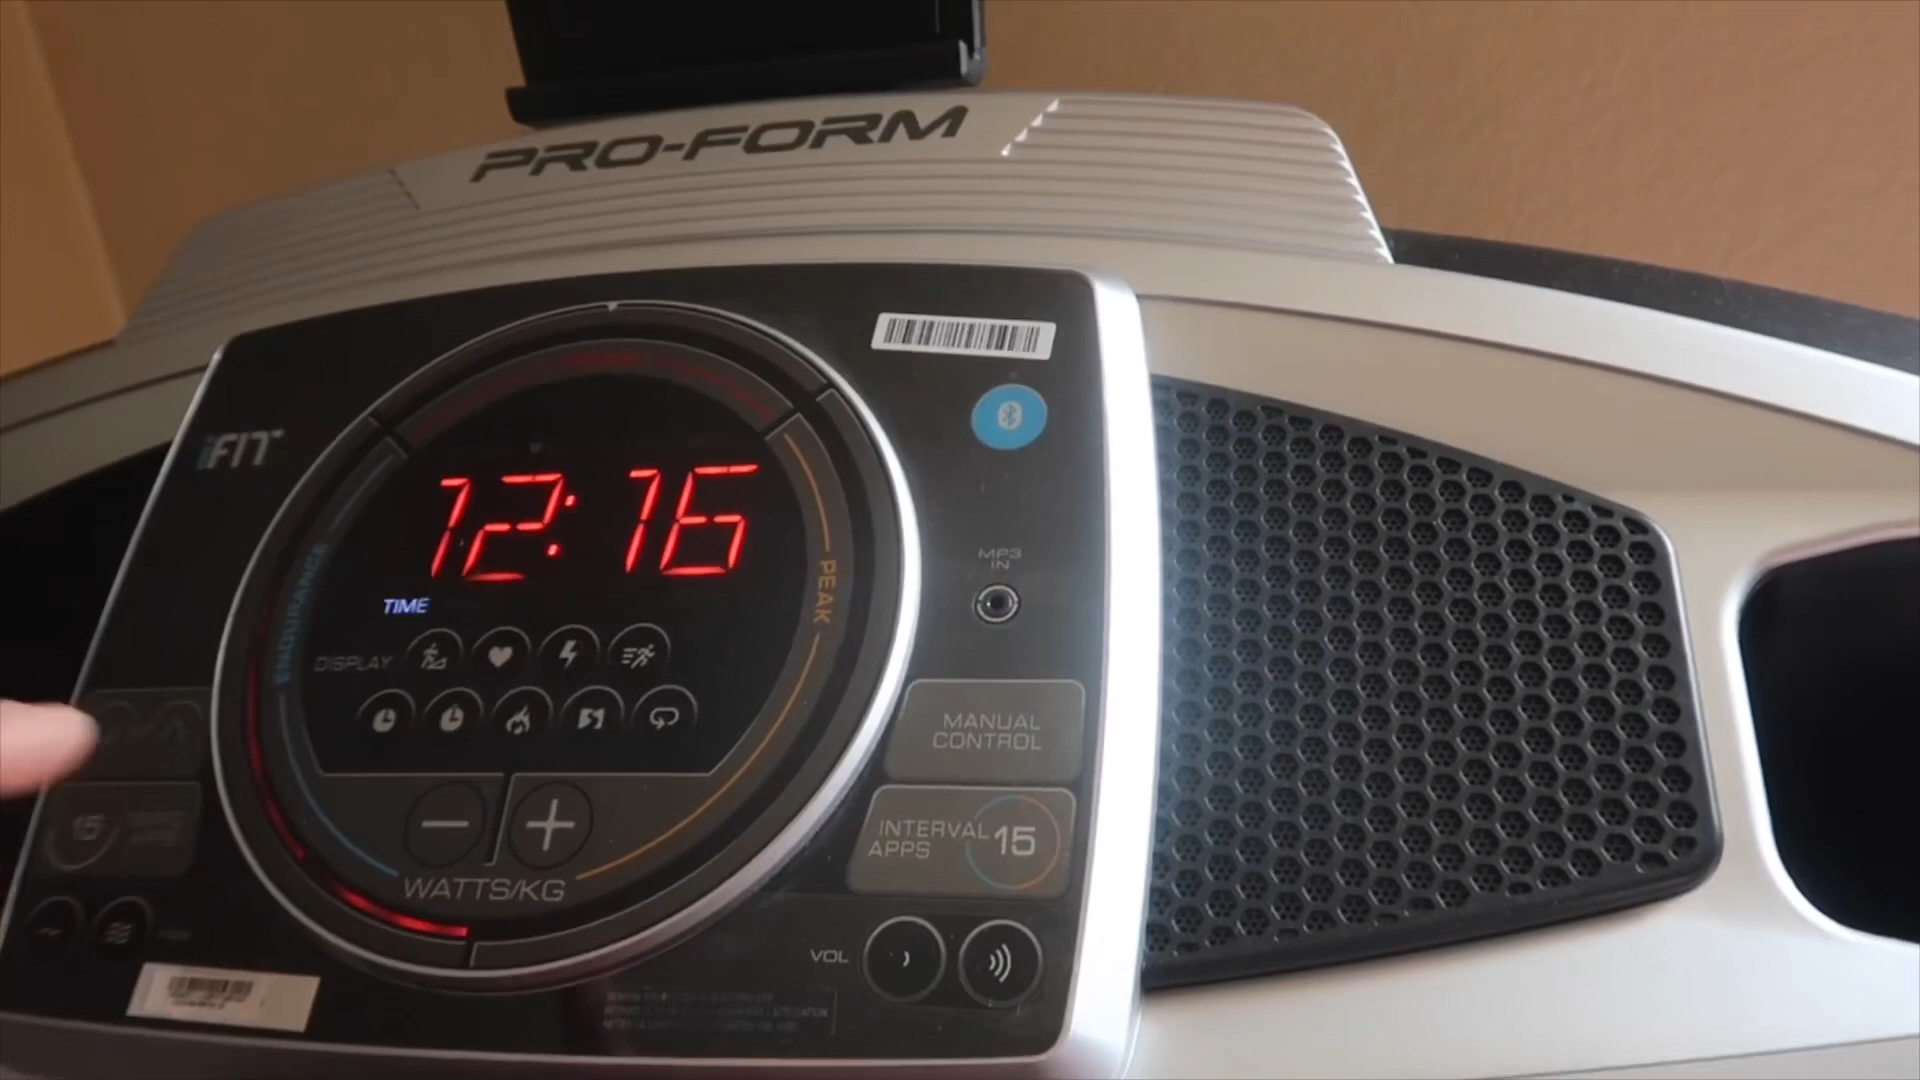 PRO-FORM
iFIT
12:16
TIME
DISPLAY
ENDURANCE
PEAK
MP3
IN
MANUAL
CONTROL
15
INTERVAL
APPS 15
WATTS/KG
VOL